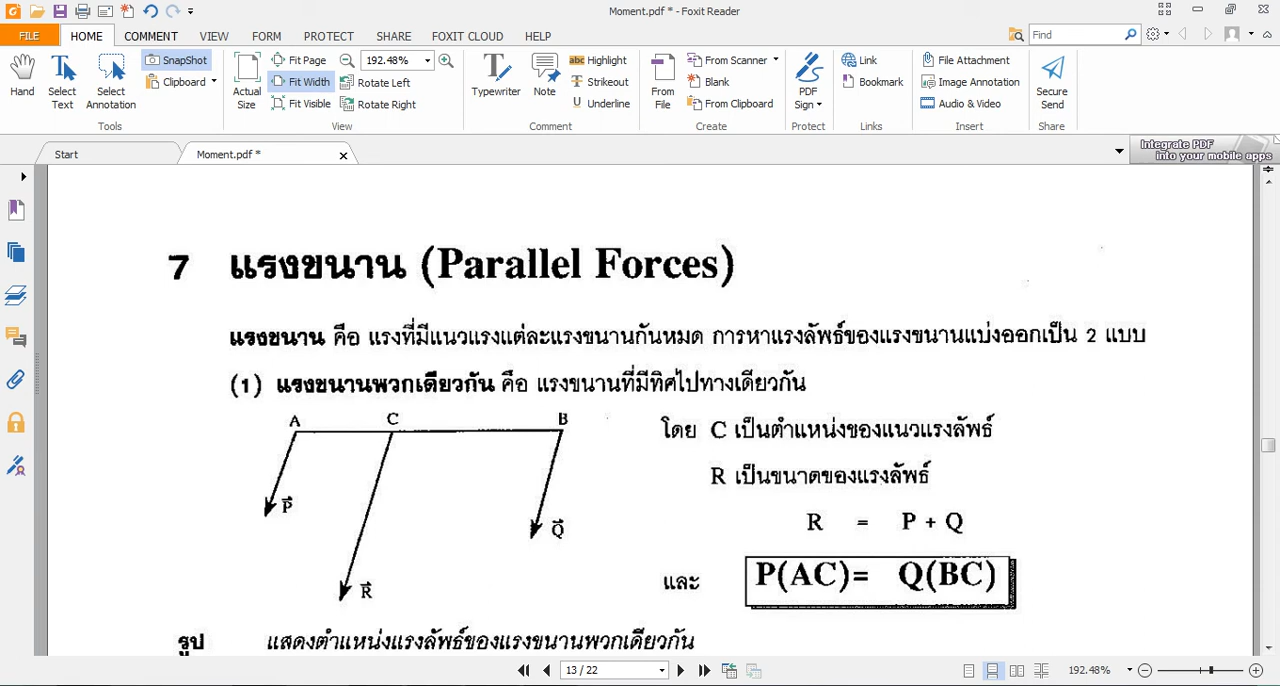 Moment.pdf * - Foxit Reader
FILE HOME COMMENT VIEW FORM PROTECT SHARE FOXIT CLOUD HELP
Find
Hand
Select Text
Select Annotation
SnapShot
Clipboard
Tools
Actual Size
Fit Page
Fit Width
Fit Visible
192.48%
Rotate Left
Rotate Right
View
Typewriter
Note
abc Highlight
T Strikeout
U Underline
Comment
From File
From Scanner
Blank
From Clipboard
Create
PDF Sign
Protect
Link
Bookmark
Links
File Attachment
Image Annotation
Audio & Video
Insert
Secure Send
Share
Start
Moment.pdf *
Integrate PDF
into your mobile apps
7 แรงขนาน (Parallel Forces)
แรงขนาน คือ แรงที่มีแนวแรงแต่ละแรงขนานกันหมด การหาแรงลัพธ์ของแรงขนานแบ่งออกเป็น 2 แบบ
(1) แรงขนานพวกเดียวกัน คือ แรงขนานที่มีทิศไปทางเดียวกัน
A C B
P⃗
Q⃗
R⃗
โดย C เป็นตำแหน่งของแนวแรงลัพธ์
R เป็นขนาดของแรงลัพธ์
R = P + Q
และ P(AC)= Q(BC)
รูป แสดงตำแหน่งแรงลัพธ์ของแรงขนานพวกเดียวกัน
13 / 22
192.48%